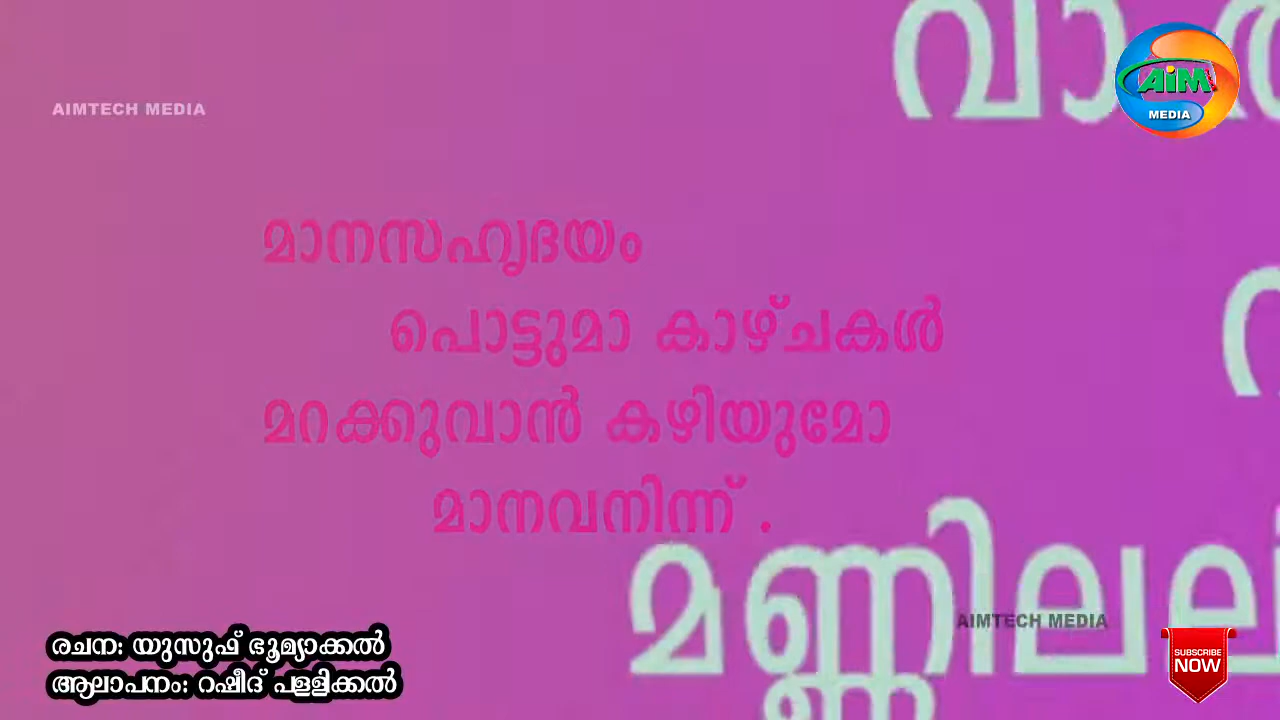 AIMTECH MEDIA
AiM
MEDIA
മാനസഹൃദയം
പൊട്ടുമാ കാഴ്ചകൾ
മറക്കുവാൻ കഴിയുമോ
മാനവനിന്ന് .
AIMTECH MEDIA
രചന: യുസുഫ് ഭൂമ്യാക്കൽ
ആലാപനം: റഷീദ് പളളിക്കൽ
SUBSCRIBE
NOW